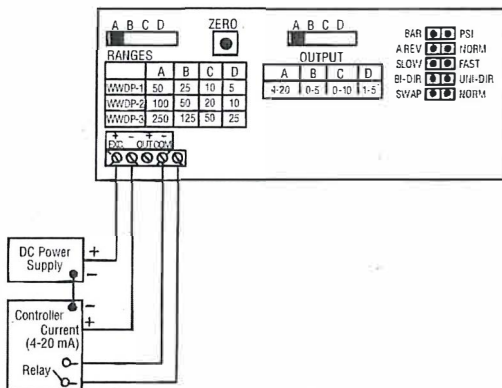 A B C D
ZERO
A B C D
RANGES
A B C D
WWDP-1 50 25 10 5
WWDP-2 100 50 20 10
WWDP-3 250 125 50 25
OUTPUT
A B C D
4-20 0-5 0-10 1-5
BAR PSI
A REV NORM
SLOW FAST
BI-DIR UNI-DIR
SWAP NORM
+ - + -
EXC. OUT COM
DC Power
Supply
+
-
Controller
Current
(4-20 mA)
-
+
Relay